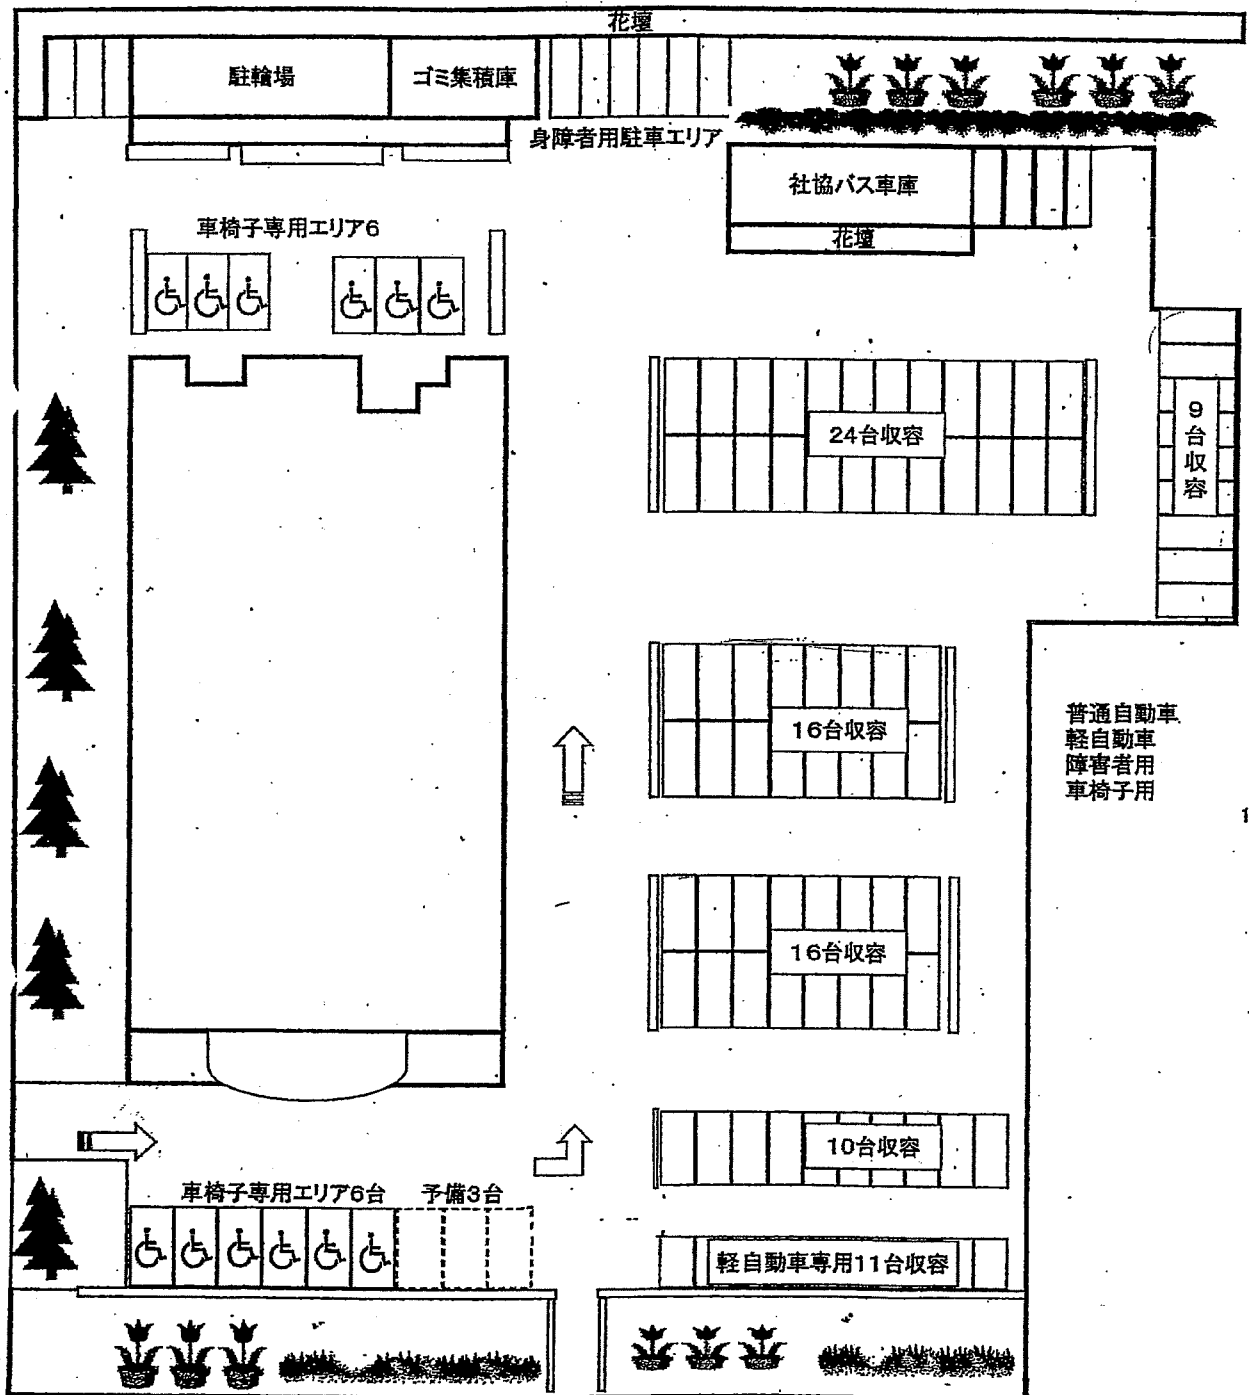 花壇
駐輪場
ゴミ集積庫
身障者用駐車エリア
社協バス車庫
花壇
車椅子専用エリア6
24台収容
9台収容
16台収容
普通自動車
軽自動車
障害者用
車椅子用
1
16台収容
10台収容
車椅子専用エリア6台
予備3台
軽自動車専用11台収容